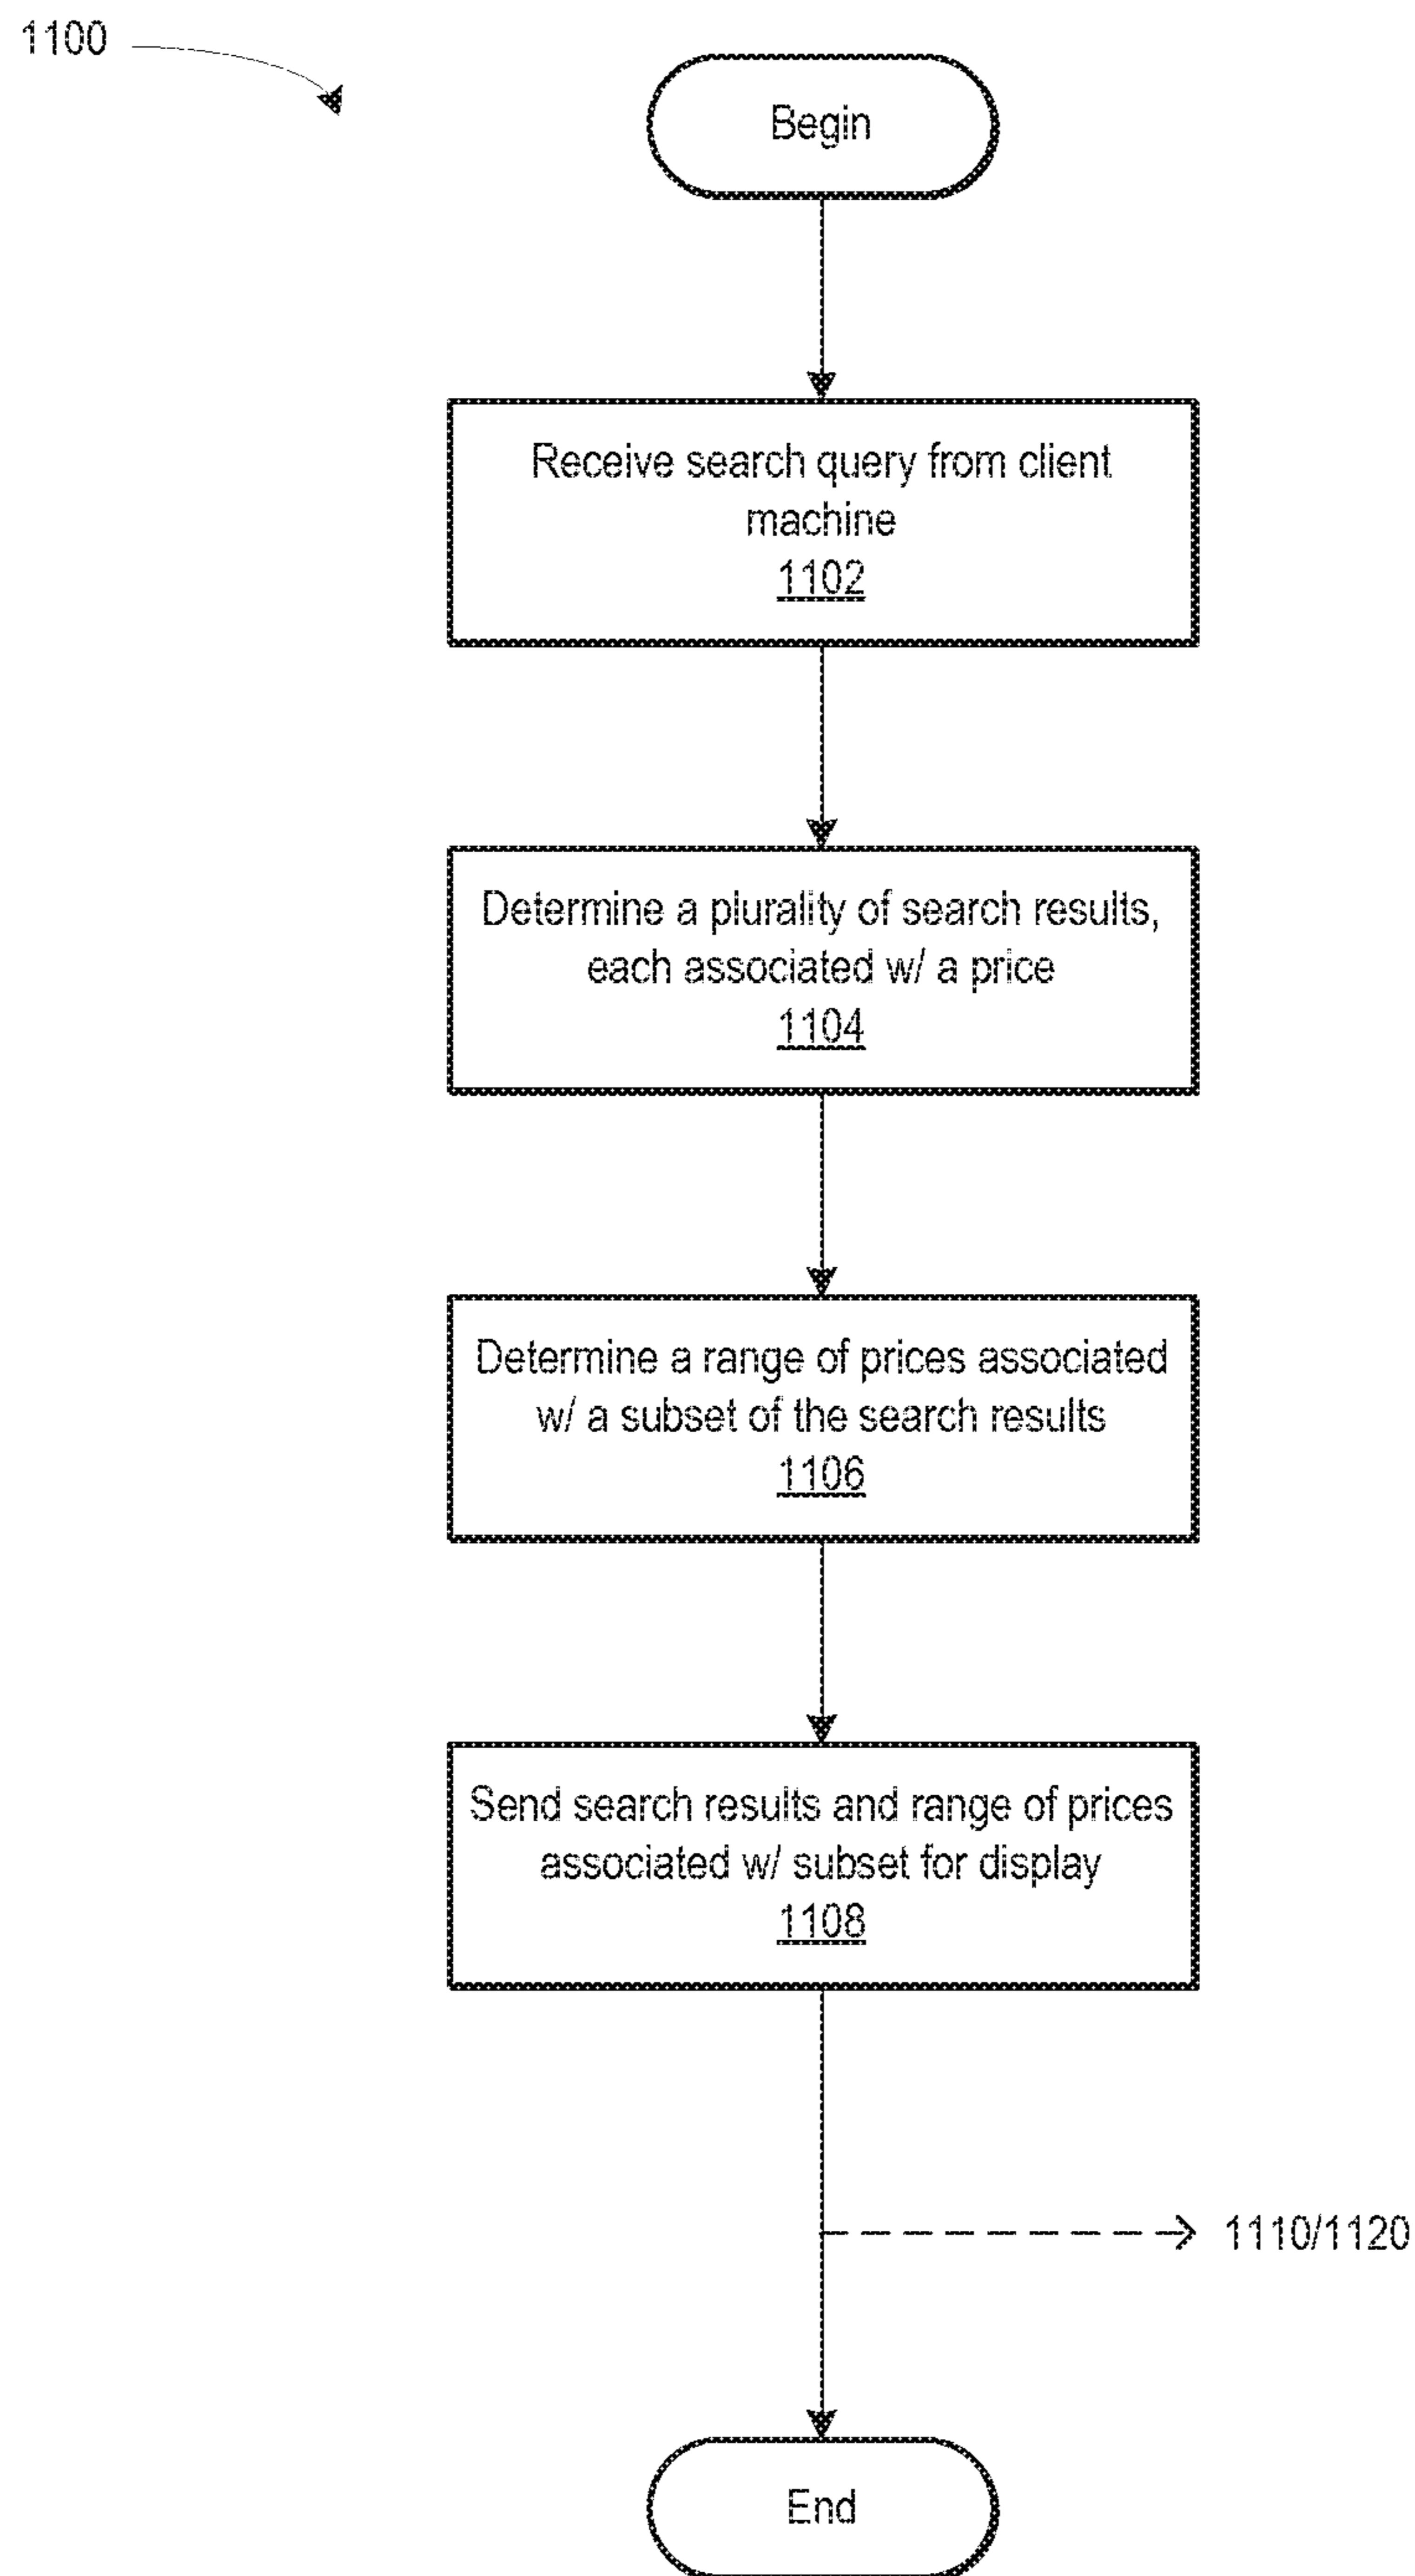 1100
Begin
Receive search query from client
machine
1102
Determine a plurality of search results,
each associated w/ a price
1104
Determine a range of prices associated
w/ a subset of the search results
1106
Send search results and range of prices
associated w/ subset for display
1108
1110/1120
End